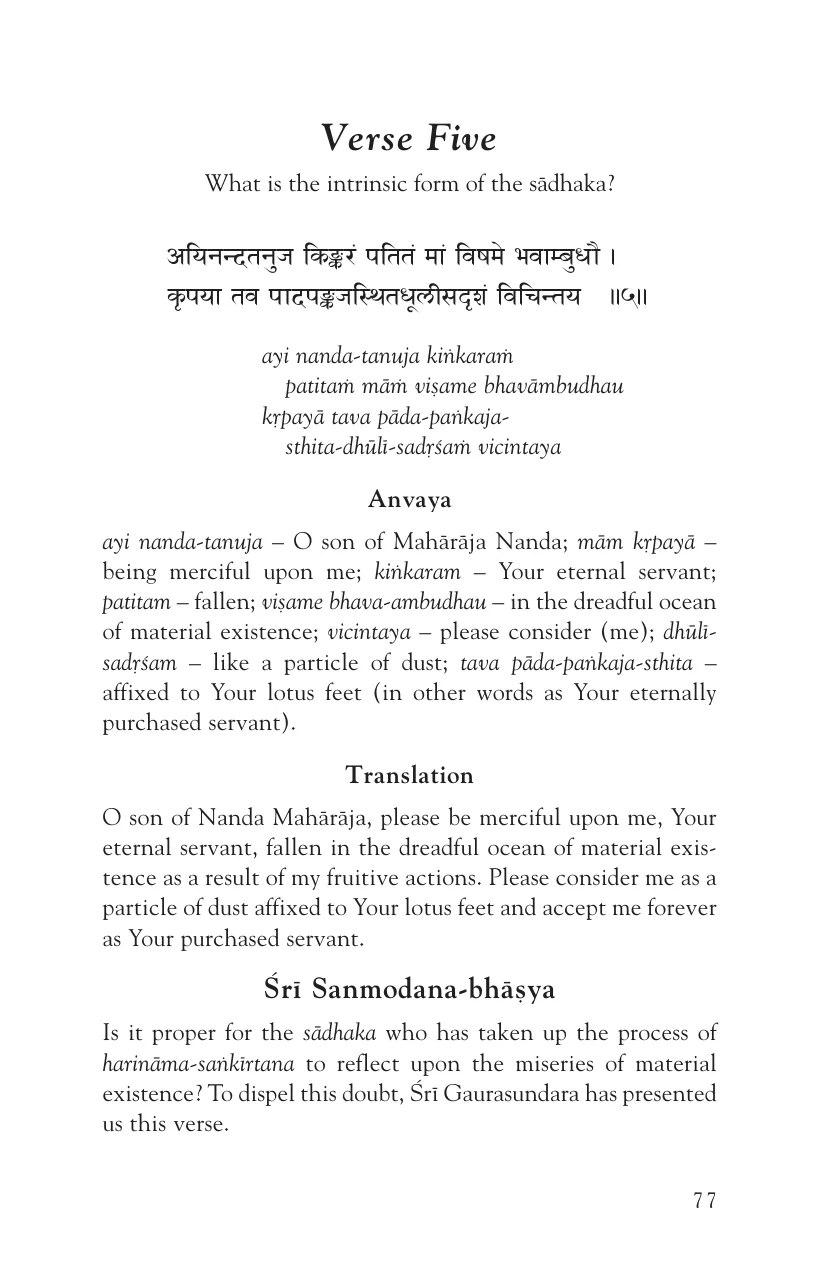 Verse Five
What is the intrinsic form of the sādhaka?
अयिनन्दतनुज किङ्करं पतितं मां विषमे भवाम्बुधौ ।
कृपया तव पादपङ्कजस्थितधूलीसदृशं विचिन्तय ॥५॥
ayi nanda-tanuja kiṅkaraṁ
patitaṁ māṁ viṣame bhavāmbudhau
kṛpayā tava pāda-paṅkaja-
sthita-dhūlī-sadṛśaṁ vicintaya
Anvaya
ayi nanda-tanuja – O son of Mahārāja Nanda; mām kṛpayā –
being merciful upon me; kiṅkaram – Your eternal servant;
patitam – fallen; viṣame bhava-ambudhau – in the dreadful ocean
of material existence; vicintaya – please consider (me); dhūlī-
sadṛśam – like a particle of dust; tava pāda-paṅkaja-sthita –
affixed to Your lotus feet (in other words as Your eternally
purchased servant).
Translation
O son of Nanda Mahārāja, please be merciful upon me, Your
eternal servant, fallen in the dreadful ocean of material exis-
tence as a result of my fruitive actions. Please consider me as a
particle of dust affixed to Your lotus feet and accept me forever
as Your purchased servant.
Śrī Sanmodana-bhāṣya
Is it proper for the sādhaka who has taken up the process of
harināma-saṅkīrtana to reflect upon the miseries of material
existence? To dispel this doubt, Śrī Gaurasundara has presented
us this verse.
77